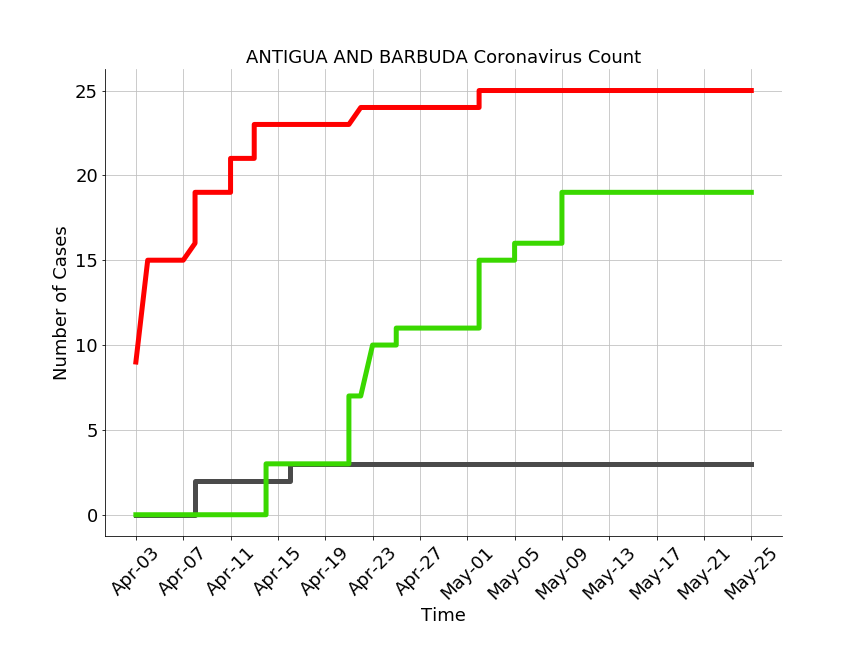 ANTIGUA AND BARBUDA Coronavirus Count
25
20
15
10
5
0
Number of Cases
Apr-03
Apr-07
Apr-11
Apr-15
Apr-19
Apr-23
Apr-27
May-01
May-05
May-09
May-13
May-17
May-21
May-25
Time